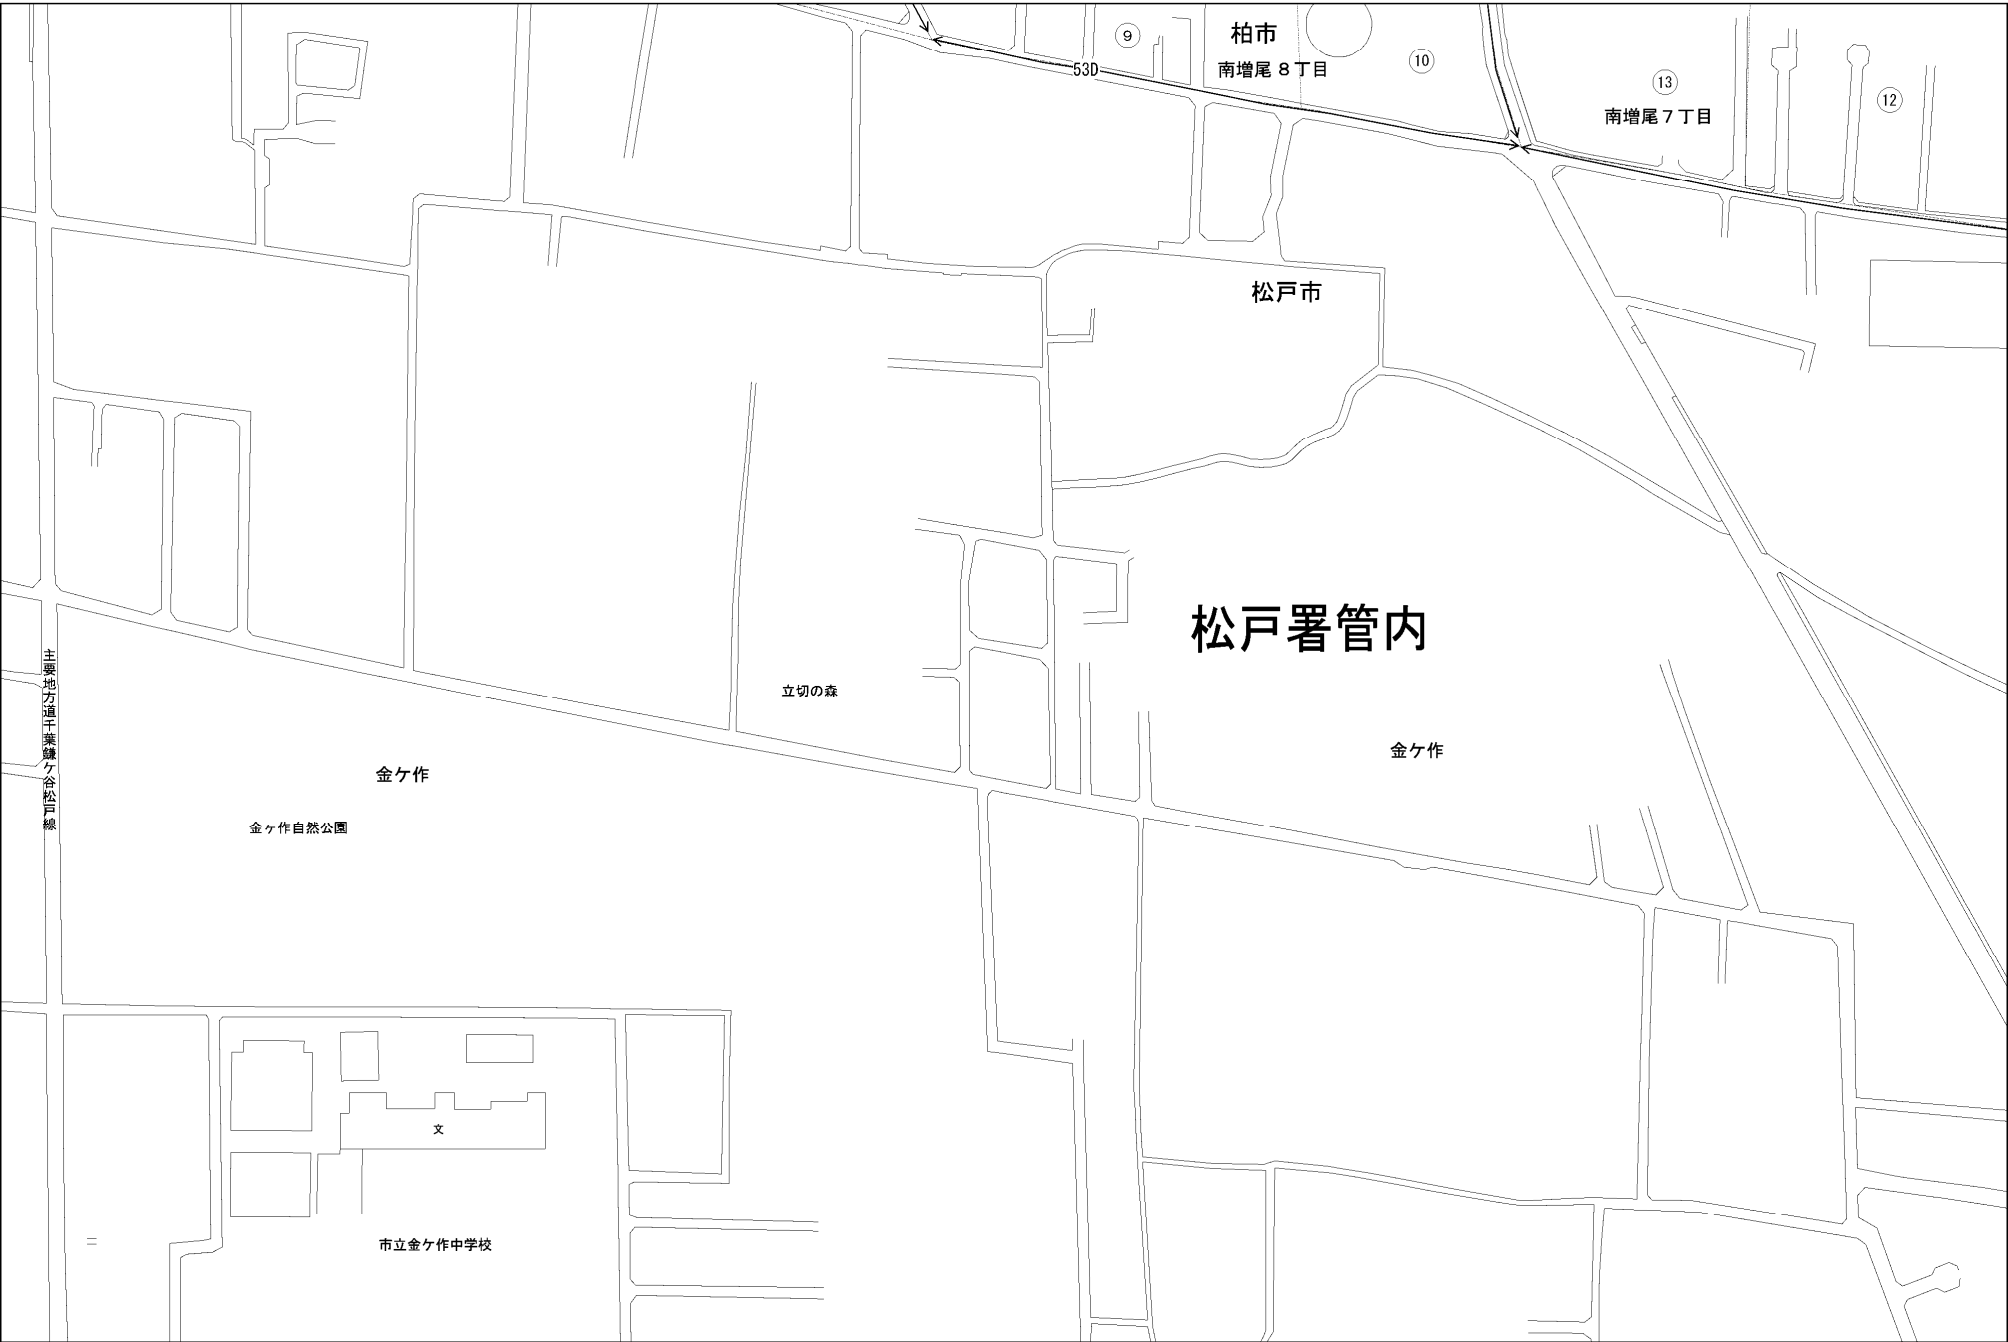 ⑨
柏市
53D
南増尾８丁目
⑩
⑬
南増尾７丁目
⑫
松戸市
松戸署管内
主要地方道千葉鎌ケ谷松戸線
立切の森
金ケ作
金ケ作
金ヶ作自然公園
文
市立金ケ作中学校